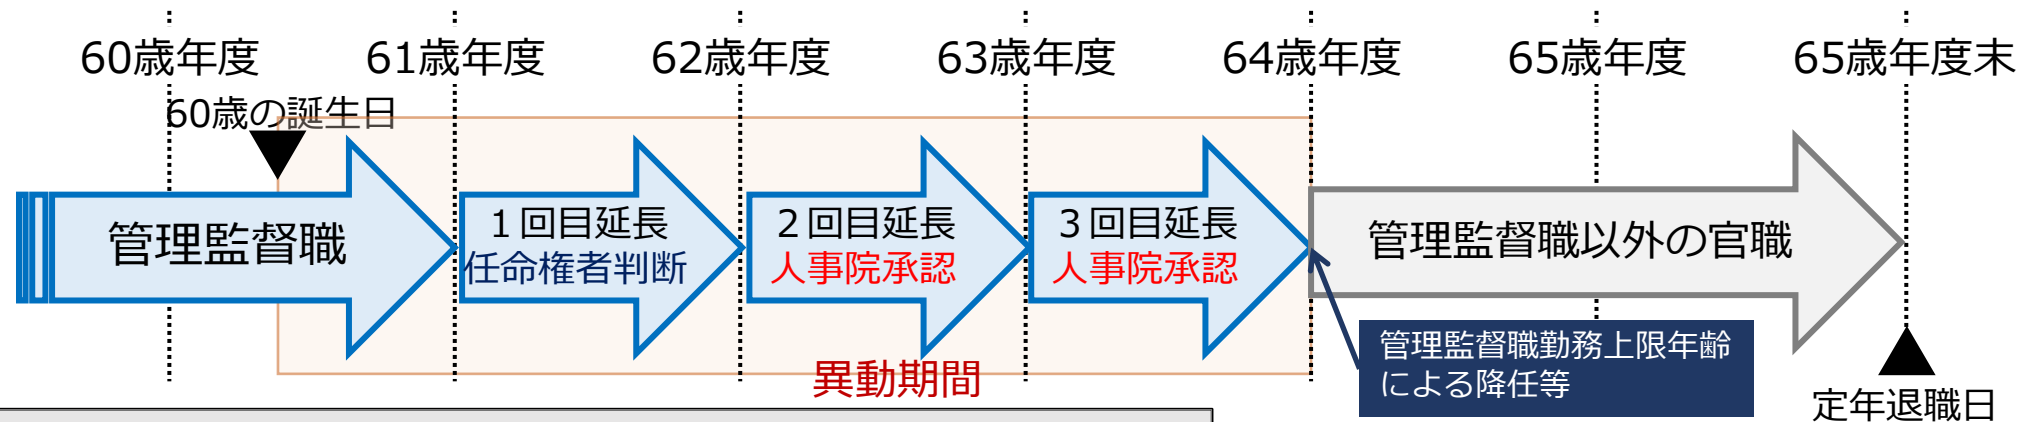 60歳年度
61歳年度
62歳年度
63歳年度
64歳年度
65歳年度
65歳年度末
60歳の誕生日
管理監督職
１回目延長
任命権者判断
２回目延長
人事院承認
３回目延長
人事院承認
管理監督職以外の官職
異動期間
管理監督職勤務上限年齢
による降任等
定年退職日